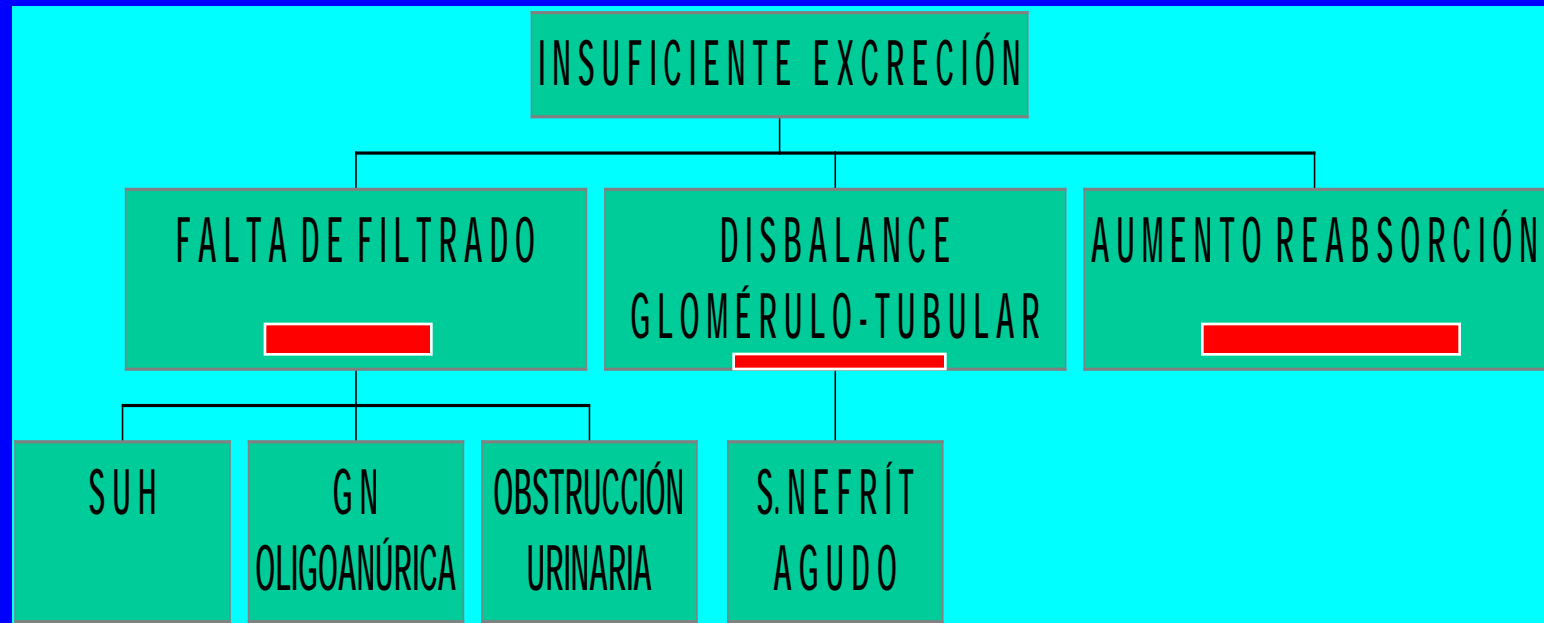 INSUFICIENTE EXCRECIÓN
FALTA DE FILTRADO
DISBALANCE
GLOMÉRULO-TUBULAR
AUMENTO REABSORCIÓN
SUH
GN
OLIGOANÚRICA
OBSTRUCCIÓN
URINARIA
S. NEFRÍT
AGUDO